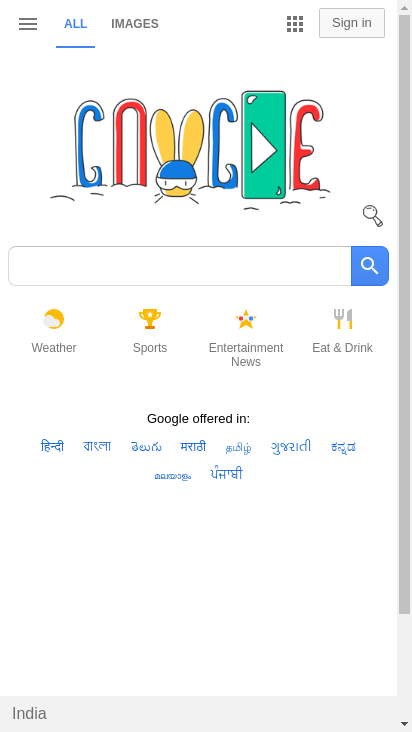 ALL IMAGES Sign in
GOOGLE
Weather Sports Entertainment News Eat & Drink
Google offered in:
हिन्दी বাংলা తెలుగు मराठी தமிழ் ગુજરાતી ಕನ್ನಡ
മലയാളം ਪੰਜਾਬੀ
India